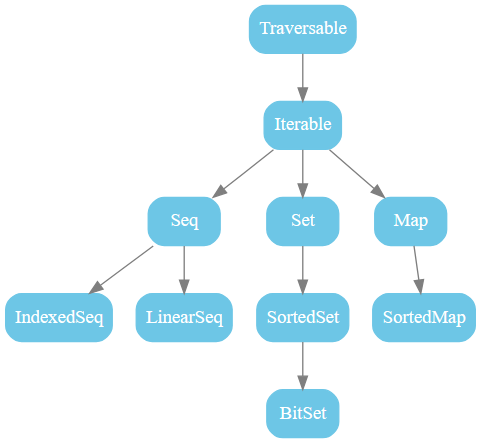 Traversable
Iterable
Seq
Set
Map
IndexedSeq
LinearSeq
SortedSet
SortedMap
BitSet